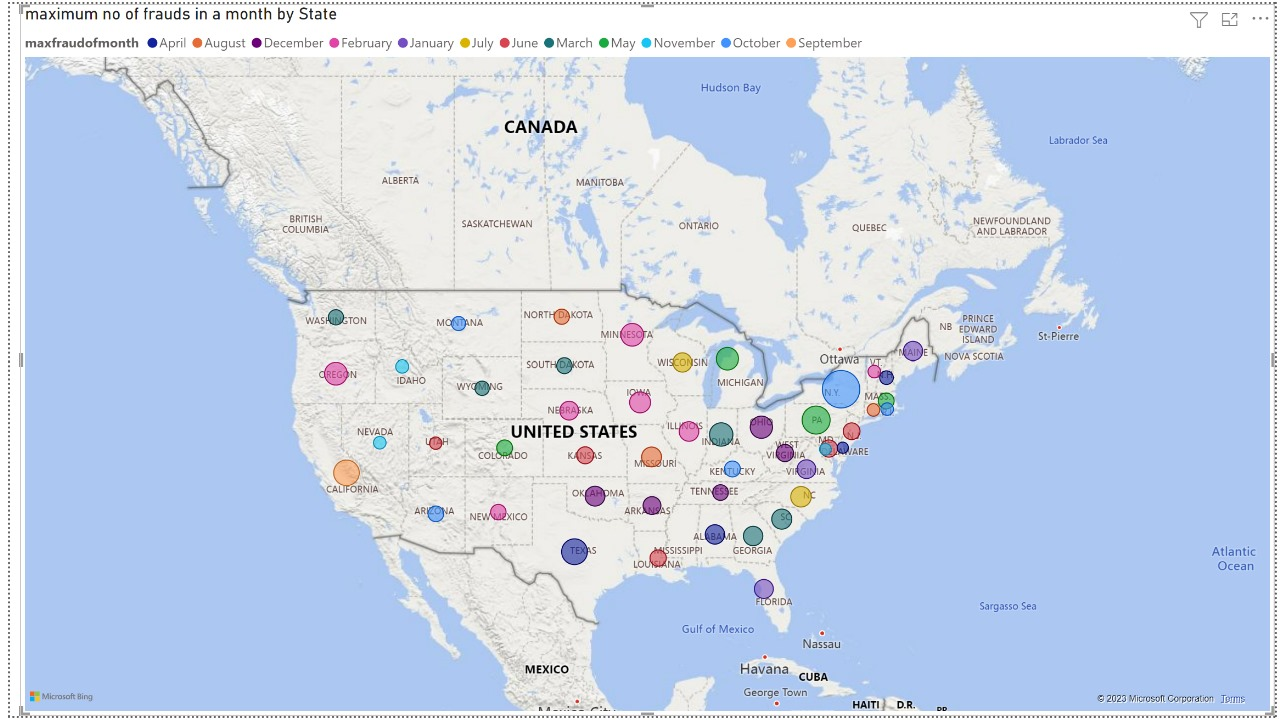 maximum no of frauds in a month by State
maxfraudofmonth April August December February January July June March May November October September
Hudson Bay
CANADA
Labrador Sea
ALBERTA
MANITOBA
BRITISH
COLUMBIA
SASKATCHEWAN
ONTARIO
QUEBEC
NEWFOUNDLAND
AND LABRADOR
WASHINGTON
MONTANA
NORTH DAKOTA
MINNESOTA
NB
PRINCE
EDWARD
ISLAND
St-Pierre
NOVA SCOTIA
MAINE
Ottawa
VT
WISCONSIN
MICHIGAN
SOUTH DAKOTA
OREGON
IDAHO
WYOMING
N.Y.
MASS.
IOWA
NEBRASKA
UNITED STATES
ILLINOIS
INDIANA
OHIO
PA
NEVADA
UTAH
COLORADO
KANSAS
MISSOURI
WEST
VIRGINIA
MD
KENTUCKY
VIRGINIA
CALIFORNIA
OKLAHOMA
TENNESSEE
NC
ARIZONA
NEW MEXICO
ARKANSAS
SC
ALABAMA
MISSISSIPPI
GEORGIA
TEXAS
LOUISIANA
Atlantic
Ocean
FLORIDA
Sargasso Sea
Gulf of Mexico
Nassau
MEXICO
Havana
CUBA
George Town
Microsoft Bing
© 2023 Microsoft Corporation Terms
HAITI
D.R.
PR
Mexico City